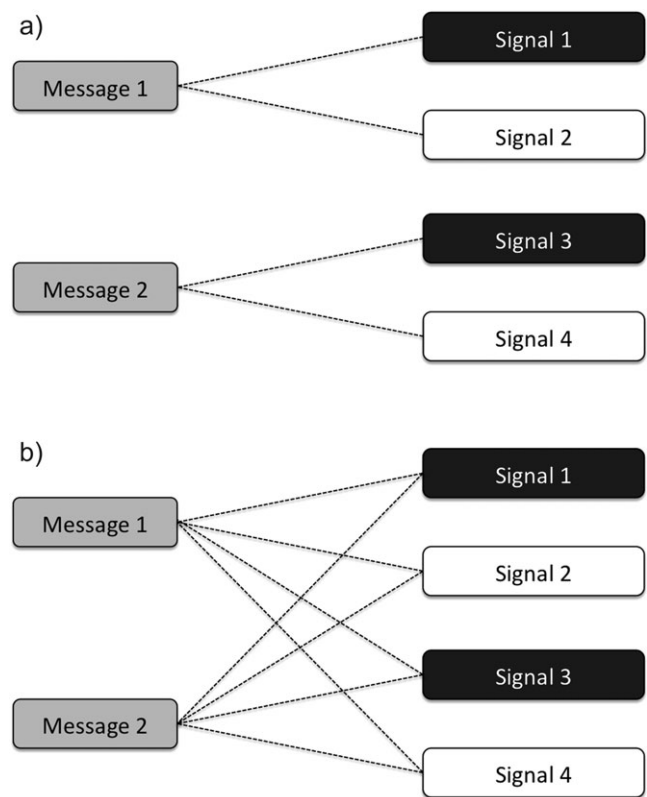 a)
Signal 1
Message 1
Signal 2
Signal 3
Message 2
Signal 4
b)
Signal 1
Message 1
Signal 2
Signal 3
Message 2
Signal 4